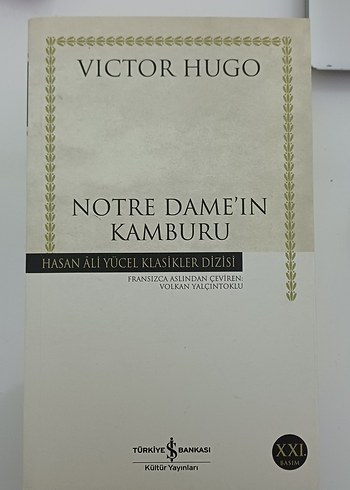 VICTOR HUGO
NOTRE DAME'IN
KAMBURU
HASAN ÂLİ YÜCEL KLASİKLER DİZİSİ
FRANSIZCA ASLINDAN ÇEVİREN:
VOLKAN YALÇINTOKLU
TÜRKİYE İŞ BANKASI
Kültür Yayınları
XXI.
BASIM